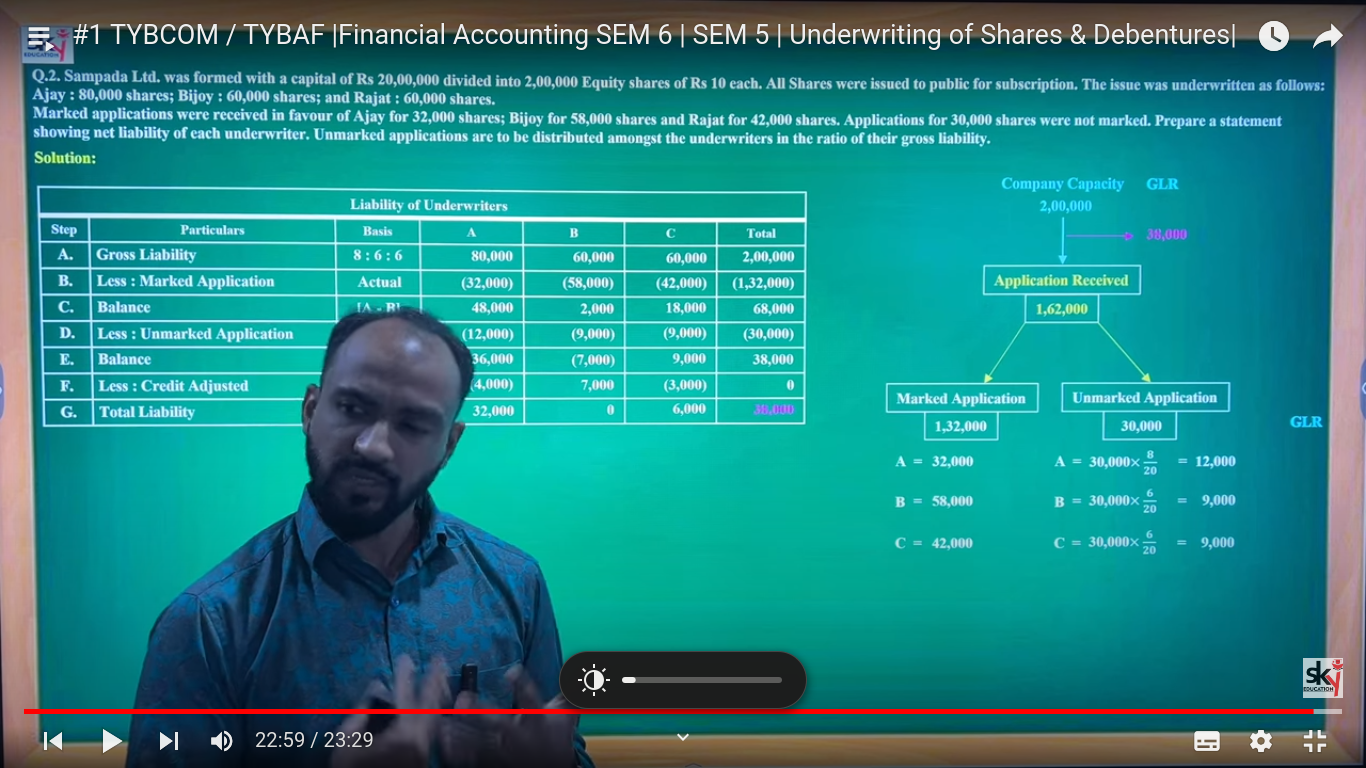 #1 TYBCOM / TYBAF |Financial Accounting SEM 6 | SEM 5 | Underwriting of Shares & Debentures|
Q.2. Sampada Ltd. was formed with a capital of Rs 20,00,000 divided into 2,00,000 Equity shares of Rs 10 each. All Shares were issued to public for subscription. The issue was underwritten as follows:
Ajay : 80,000 shares; Bijoy : 60,000 shares; and Rajat : 60,000 shares.
Marked applications were received in favour of Ajay for 32,000 shares; Bijoy for 58,000 shares and Rajat for 42,000 shares. Applications for 30,000 shares were not marked. Prepare a statement
showing net liability of each underwriter. Unmarked applications are to be distributed amongst the underwriters in the ratio of their gross liability.
Solution:
Liability of Underwriters
Step Particulars Basis A B C Total
A. Gross Liability 8 : 6 : 6 80,000 60,000 60,000 2,00,000
B. Less : Marked Application Actual (32,000) (58,000) (42,000) (1,32,000)
C. Balance [A - B] 48,000 2,000 18,000 68,000
D. Less : Unmarked Application (12,000) (9,000) (9,000) (30,000)
E. Balance 36,000 (7,000) 9,000 38,000
F. Less : Credit Adjusted (4,000) 7,000 (3,000) 0
G. Total Liability 32,000 0 6,000 38,000
Company Capacity GLR
2,00,000
38,000
Application Received
1,62,000
Marked Application Unmarked Application
1,32,000 30,000
GLR
A = 32,000 A = 30,000× 8/20 = 12,000
B = 58,000 B = 30,000× 6/20 = 9,000
C = 42,000 C = 30,000× 6/20 = 9,000
sky
EDUCATION
22:59 / 23:29